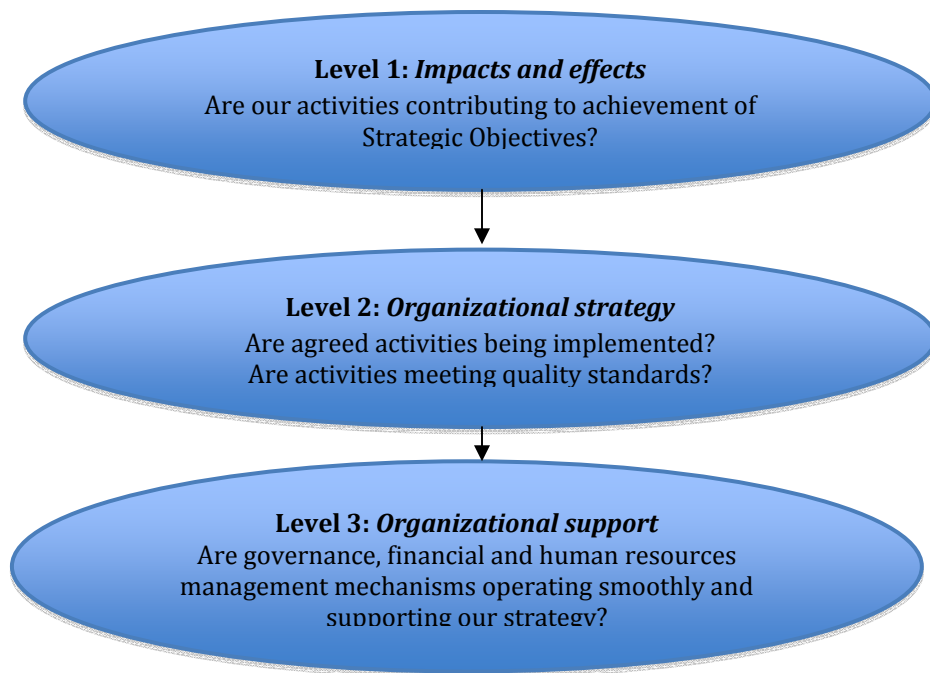 Level 1: Impacts and effects
Are our activities contributing to achievement of
Strategic Objectives?
Level 2: Organizational strategy
Are agreed activities being implemented?
Are activities meeting quality standards?
Level 3: Organizational support
Are governance, financial and human resources
management mechanisms operating smoothly and
supporting our strategy?